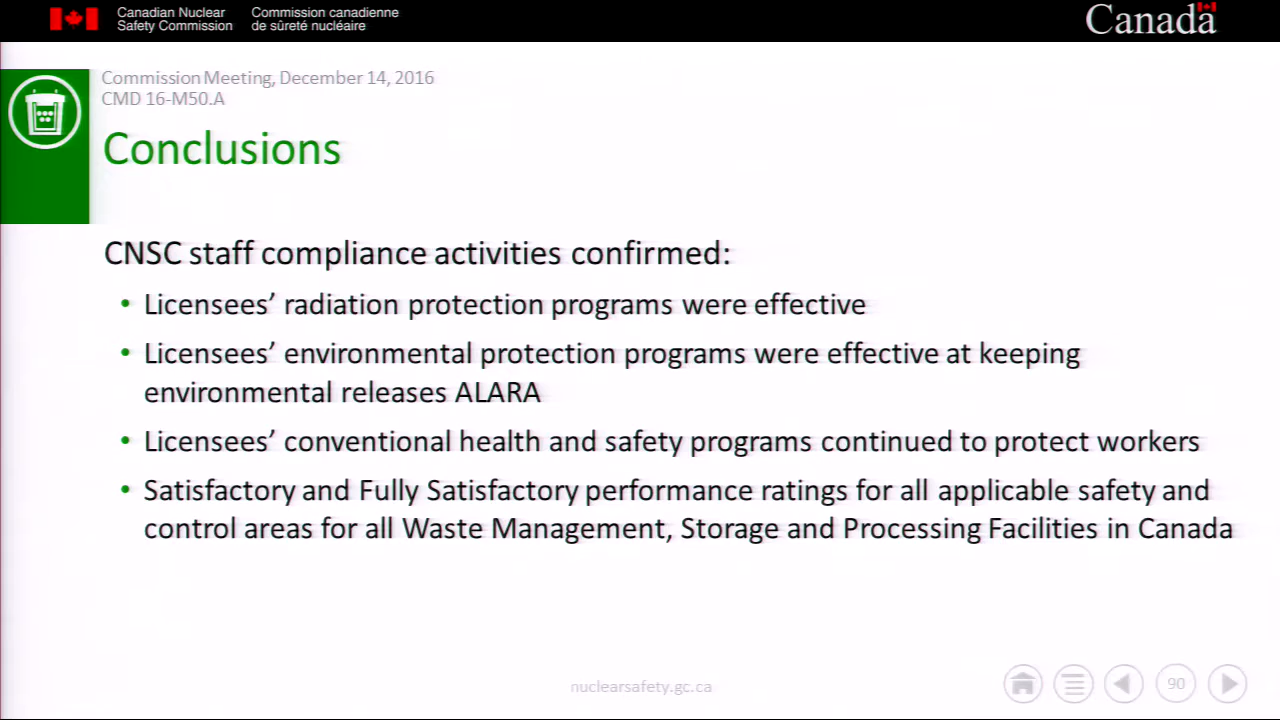 Canadian Nuclear Safety Commission
Commission canadienne de sûreté nucléaire
Canada
Commission Meeting, December 14, 2016
CMD 16-M50.A
Conclusions
CNSC staff compliance activities confirmed:
• Licensees’ radiation protection programs were effective
• Licensees’ environmental protection programs were effective at keeping
environmental releases ALARA
• Licensees’ conventional health and safety programs continued to protect workers
• Satisfactory and Fully Satisfactory performance ratings for all applicable safety and
control areas for all Waste Management, Storage and Processing Facilities in Canada
nuclearsafety.gc.ca
90